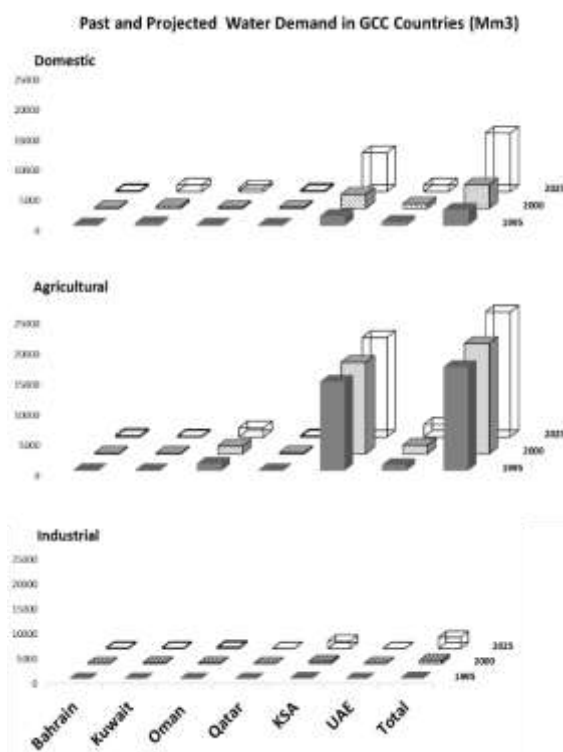 Past and Projected Water Demand in GCC Countries (Mm3)
Domestic
25000
20000
15000
10000
5000
0
2025
2000
1995
Agricultural
25000
20000
15000
10000
5000
0
2025
2000
1995
Industrial
25000
20000
15000
10000
5000
0
2025
2000
1995
Bahrain
Kuwait
Oman
Qatar
KSA
UAE
Total